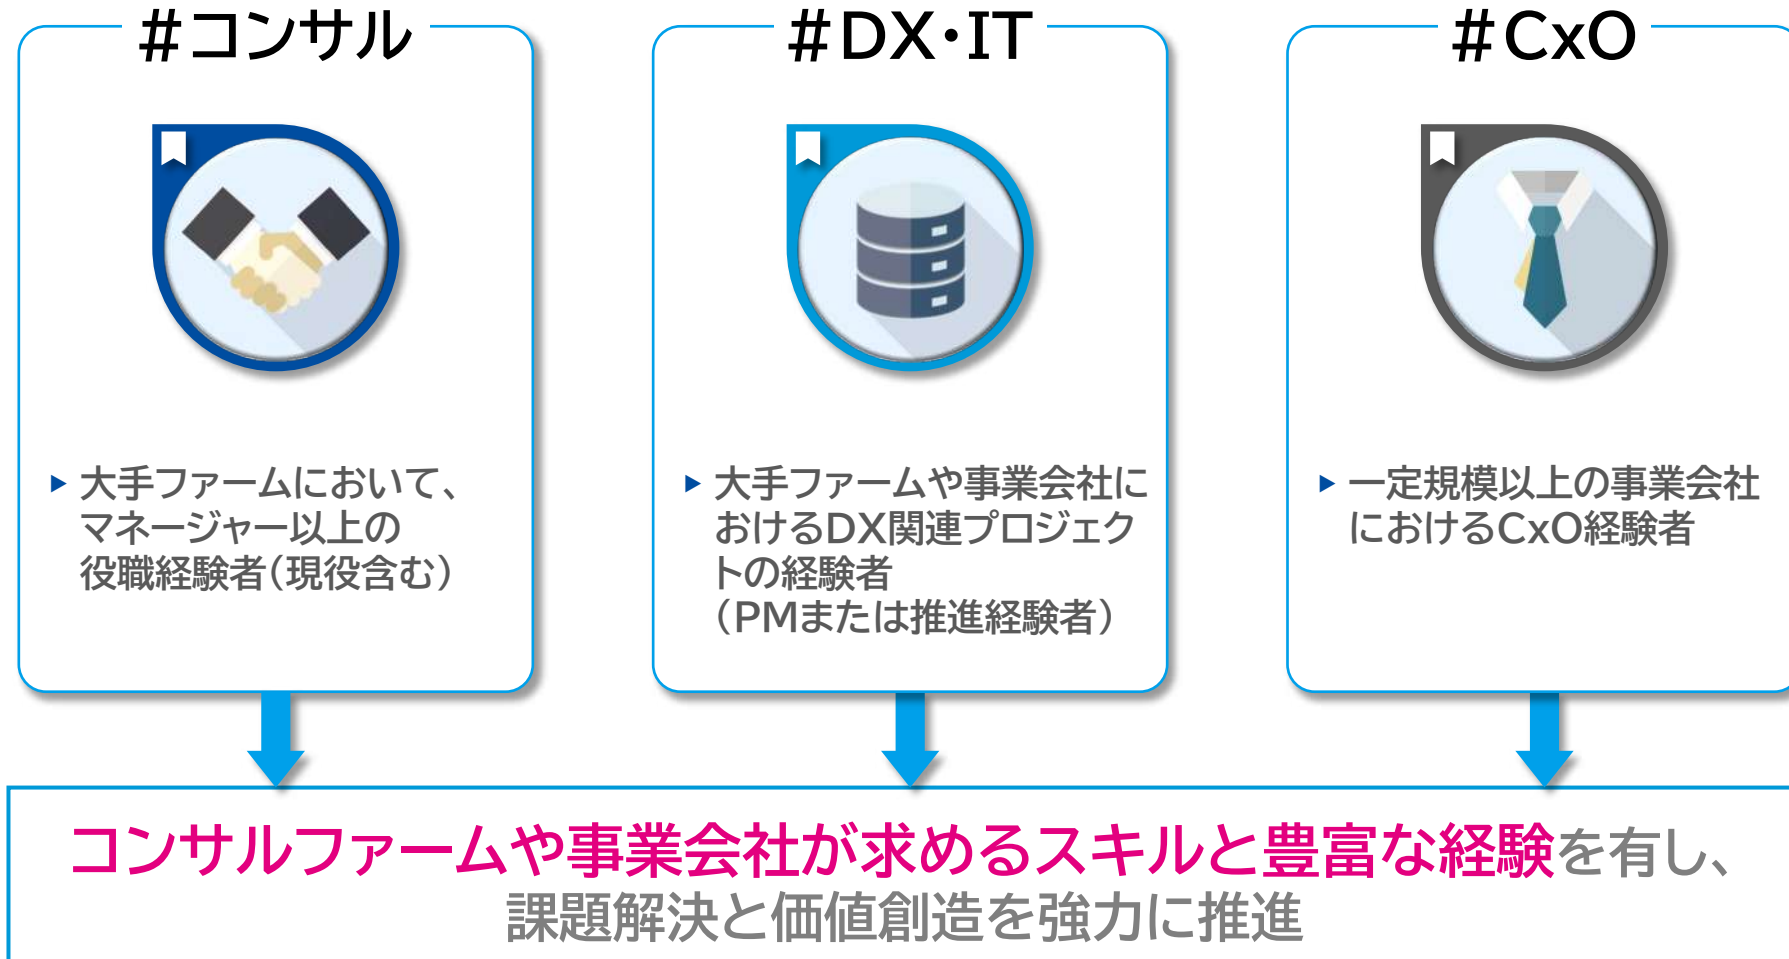 #コンサル
大手ファームにおいて、
マネージャー以上の
役職経験者(現役含む)
#DX・IT
大手ファームや事業会社に
おけるDX関連プロジェク
トの経験者
(PMまたは推進経験者)
#CxO
一定規模以上の事業会社
におけるCxO経験者
コンサルファームや事業会社が求めるスキルと豊富な経験を有し、
課題解決と価値創造を強力に推進